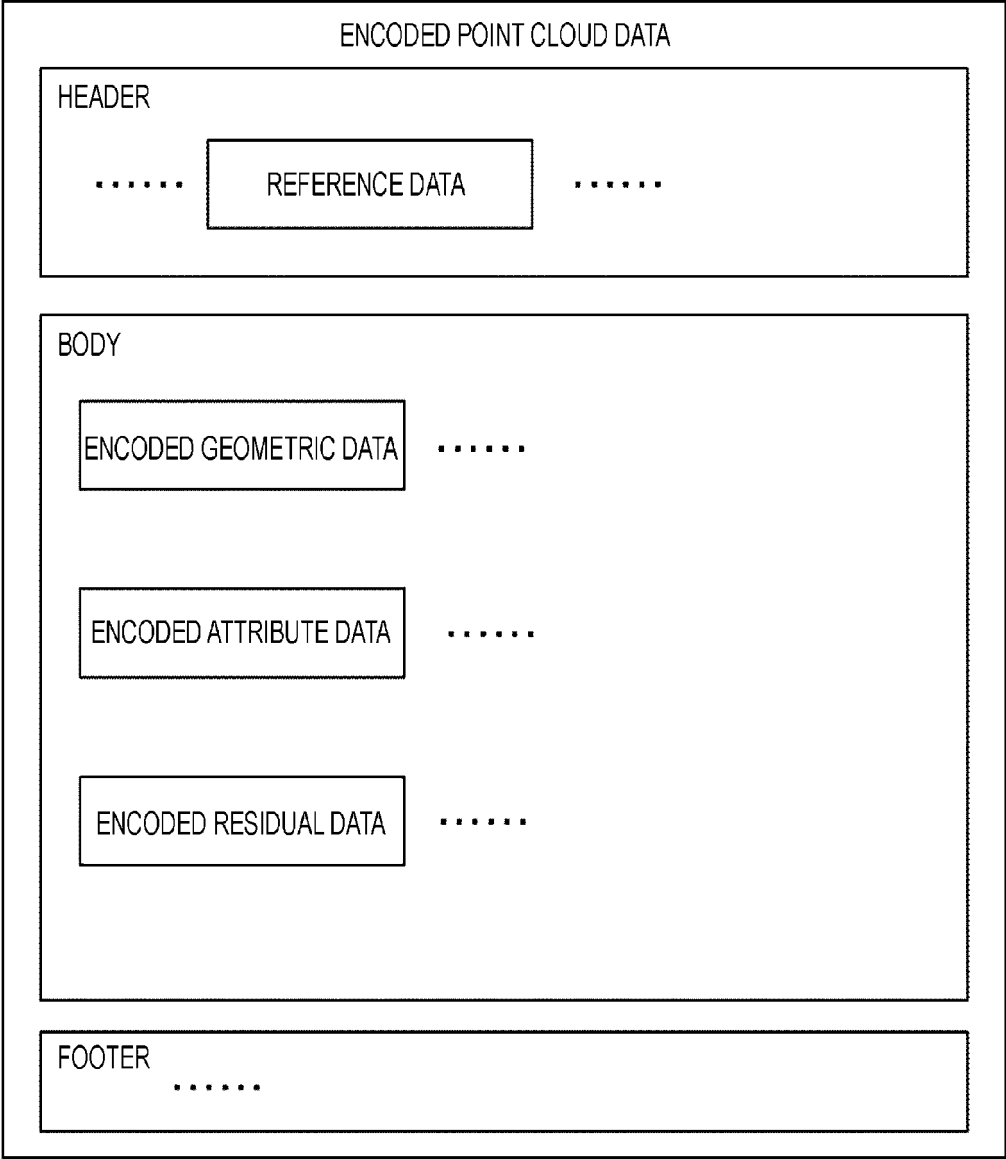 ENCODED POINT CLOUD DATA
HEADER
...... REFERENCE DATA ......
BODY
ENCODED GEOMETRIC DATA ......
ENCODED ATTRIBUTE DATA ......
ENCODED RESIDUAL DATA ......
FOOTER
......